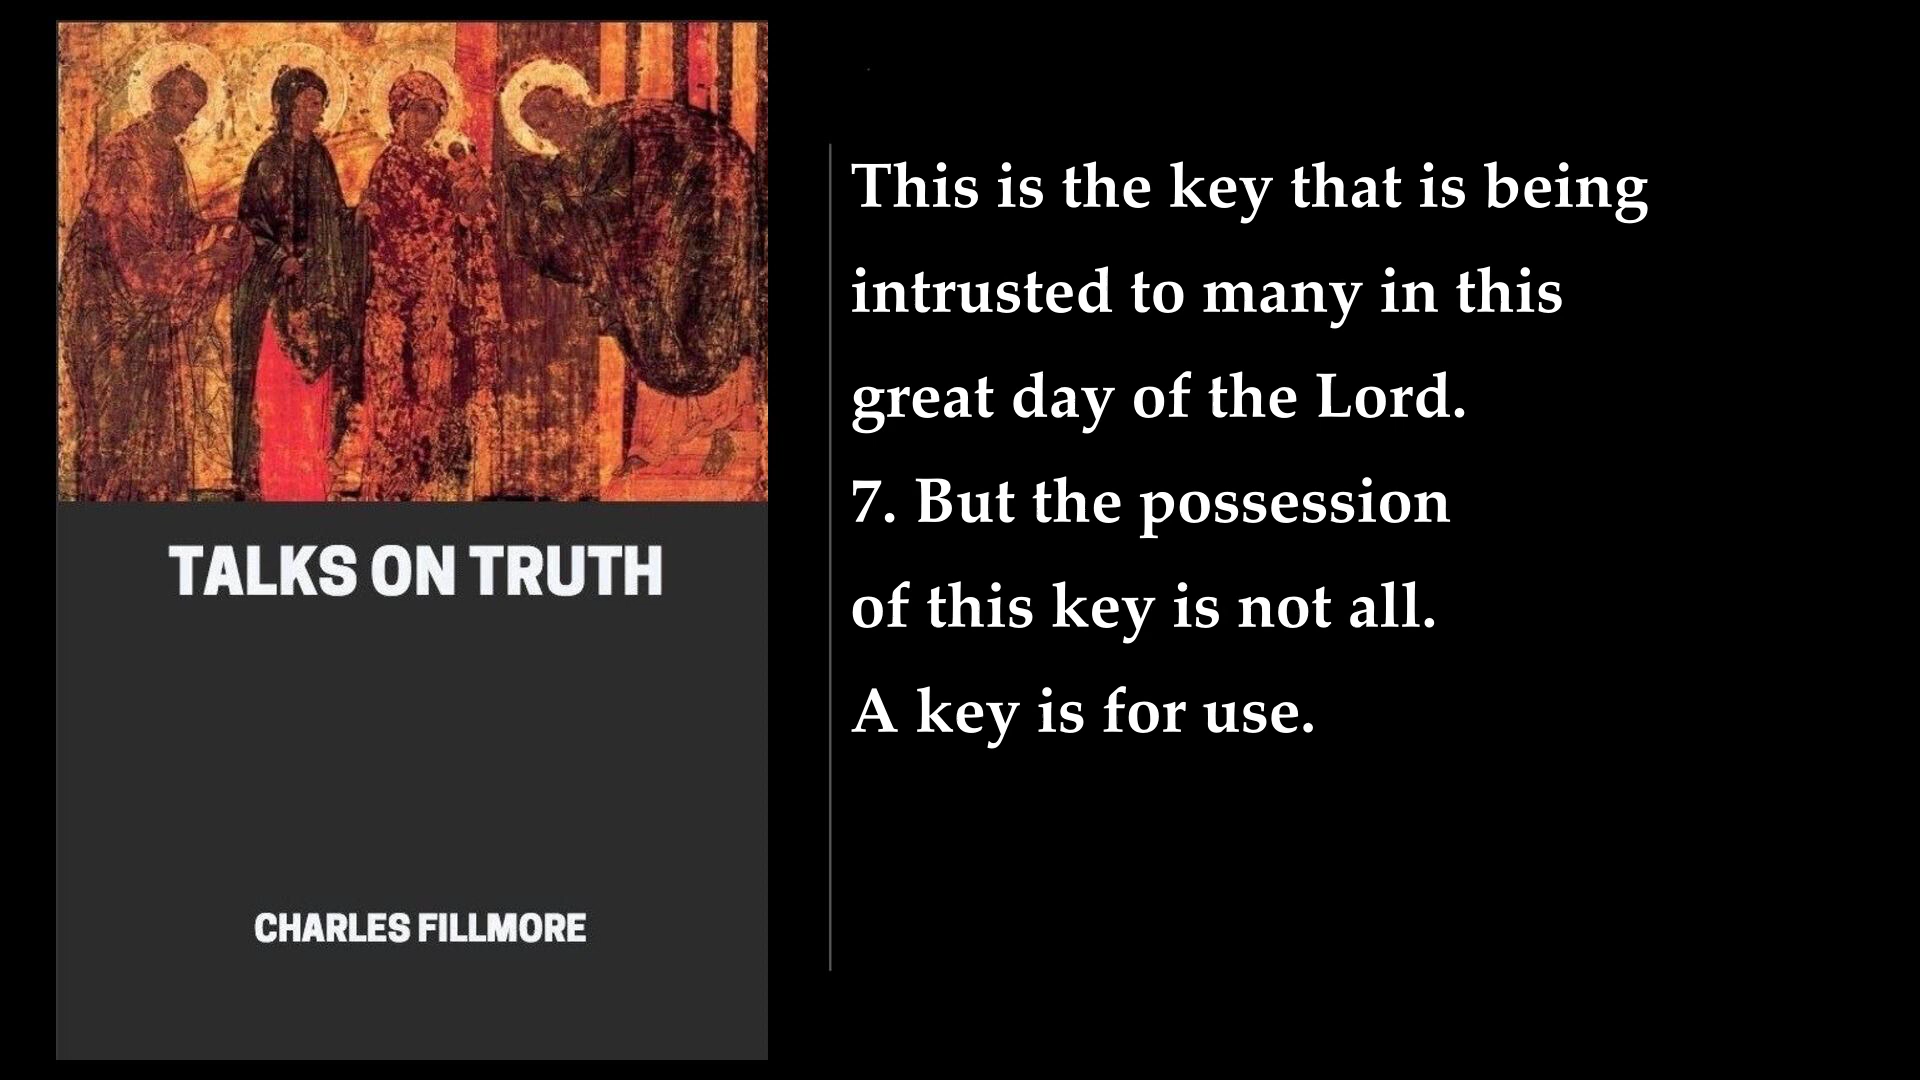 TALKS ON TRUTH
CHARLES FILLMORE
This is the key that is being
intrusted to many in this
great day of the Lord.
7. But the possession
of this key is not all.
A key is for use.